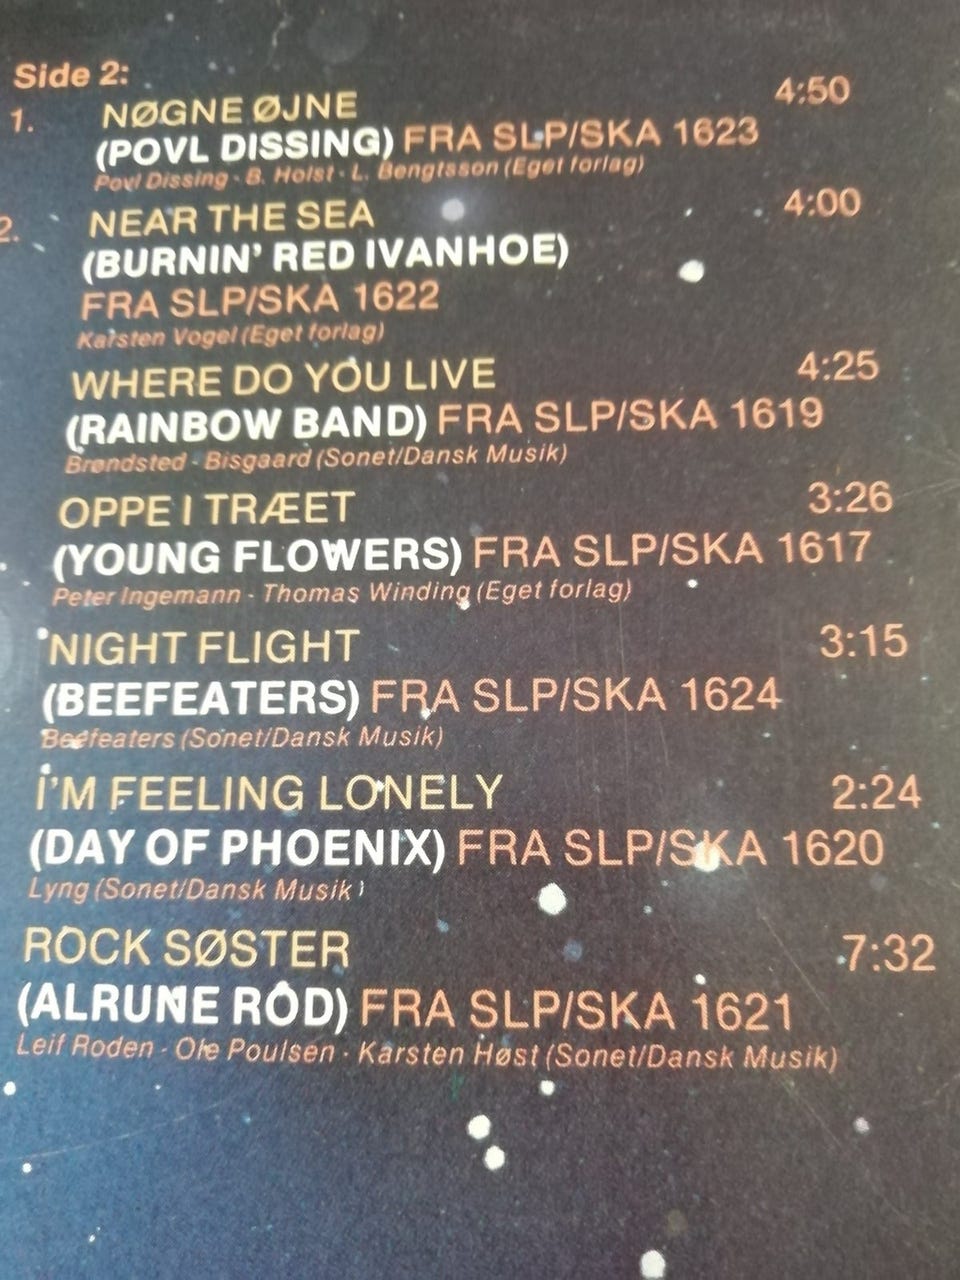 Side 2:
1. NØGNE ØJNE 4:50
(POVL DISSING) FRA SLP/SKA 1623
Povl Dissing - B. Holst - L. Bengtsson (Eget forlag)
2. NEAR THE SEA 4:00
(BURNIN' RED IVANHOE)
FRA SLP/SKA 1622
Karsten Vogel (Eget forlag)
WHERE DO YOU LIVE 4:25
(RAINBOW BAND) FRA SLP/SKA 1619
Brøndsted - Bisgaard (Sonet/Dansk Musik)
OPPE I TRÆET 3:26
(YOUNG FLOWERS) FRA SLP/SKA 1617
Peter Ingemann - Thomas Winding (Eget forlag)
NIGHT FLIGHT 3:15
(BEEFEATERS) FRA SLP/SKA 1624
Beefeaters (Sonet/Dansk Musik)
I'M FEELING LONELY 2:24
(DAY OF PHOENIX) FRA SLP/SKA 1620
Lyng (Sonet/Dansk Musik)
ROCK SØSTER 7:32
(ALRUNE ROD) FRA SLP/SKA 1621
Leif Roden - Ole Poulsen - Karsten Høst (Sonet/Dansk Musik)